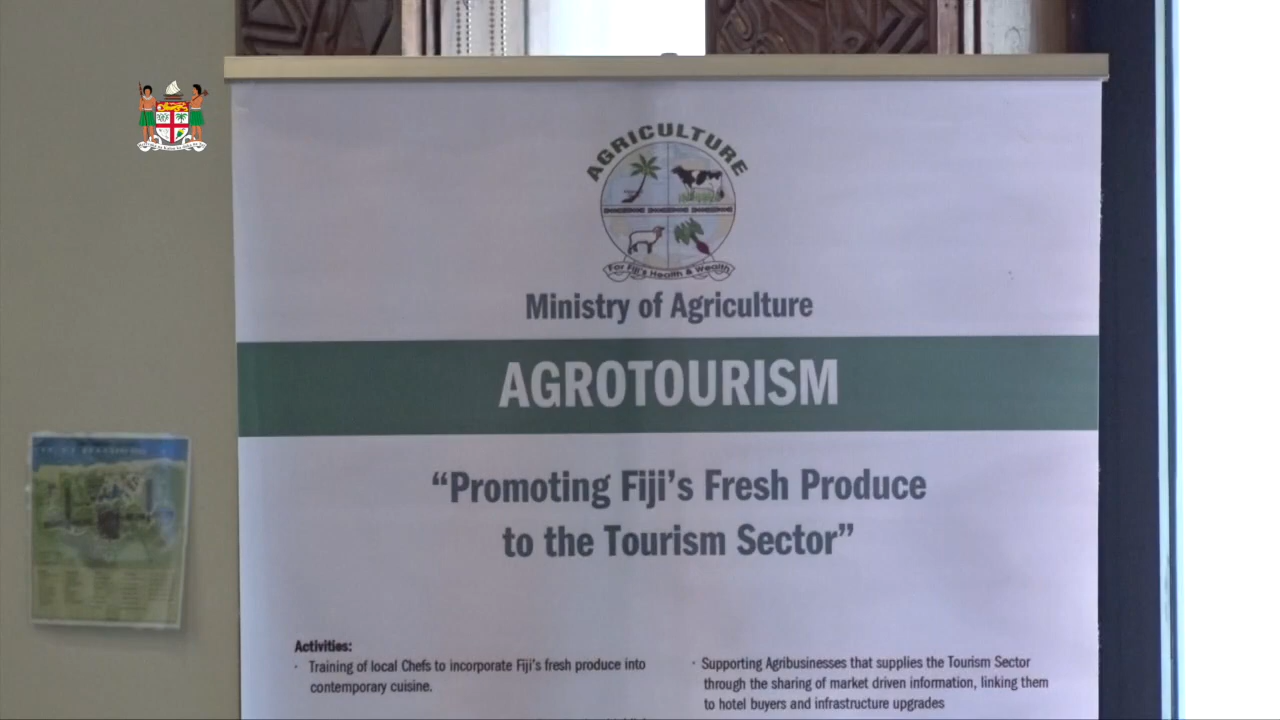 AGRICULTURE
For Fiji's Health & Wealth
Ministry of Agriculture
AGROTOURISM
“Promoting Fiji’s Fresh Produce
to the Tourism Sector”
Activities:
· Training of local Chefs to incorporate Fiji's fresh produce into
contemporary cuisine.
· Supporting Agribusinesses that supplies the Tourism Sector
through the sharing of market driven information, linking them
to hotel buyers and infrastructure upgrades